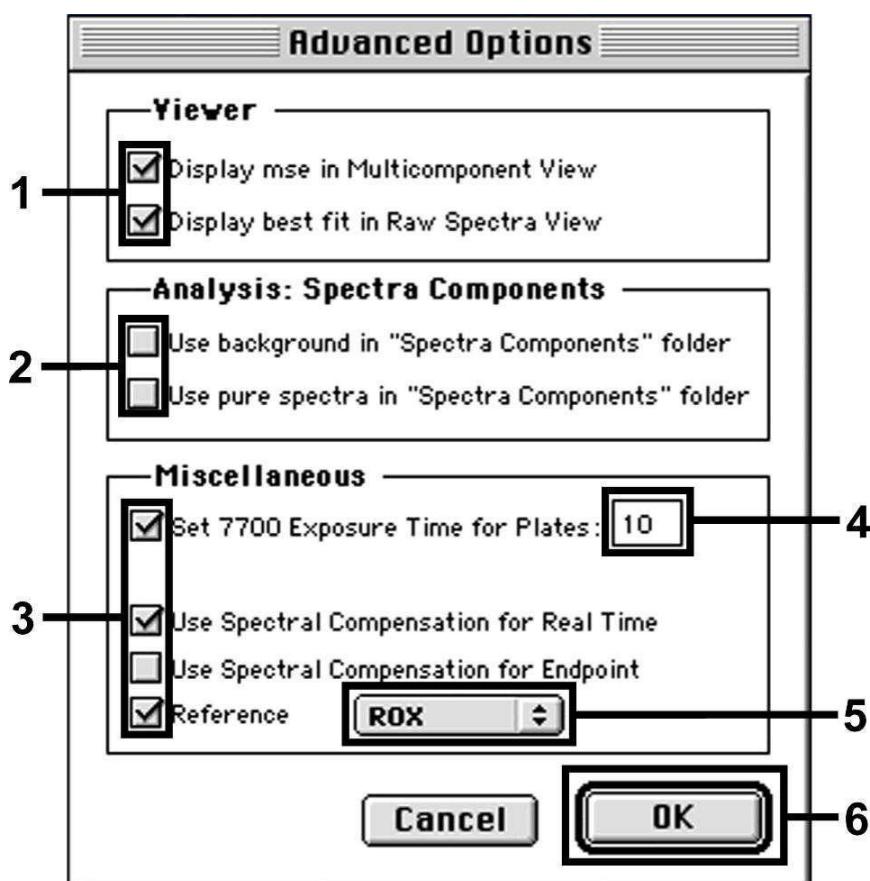 Advanced Options
Viewer
1
Display mse in Multicomponent View
Display best fit in Raw Spectra View
Analysis: Spectra Components
2
Use background in "Spectra Components" folder
Use pure spectra in "Spectra Components" folder
Miscellaneous
3
Set 7700 Exposure Time for Plates: 10
4
Use Spectral Compensation for Real Time
Use Spectral Compensation for Endpoint
Reference ROX
5
Cancel OK
6